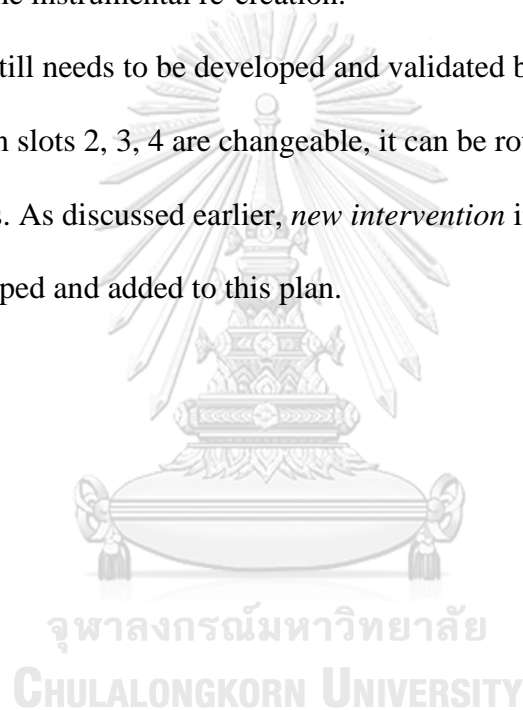 instrumental re-creation.
till needs to be developed and validated b
n slots 2, 3, 4 are changeable, it can be ro
s. As discussed earlier, new intervention i
ped and added to this plan.
จุฬาลงกรณ์มหาวิทยาลัย
CHULALONGKORN UNIVERSITY